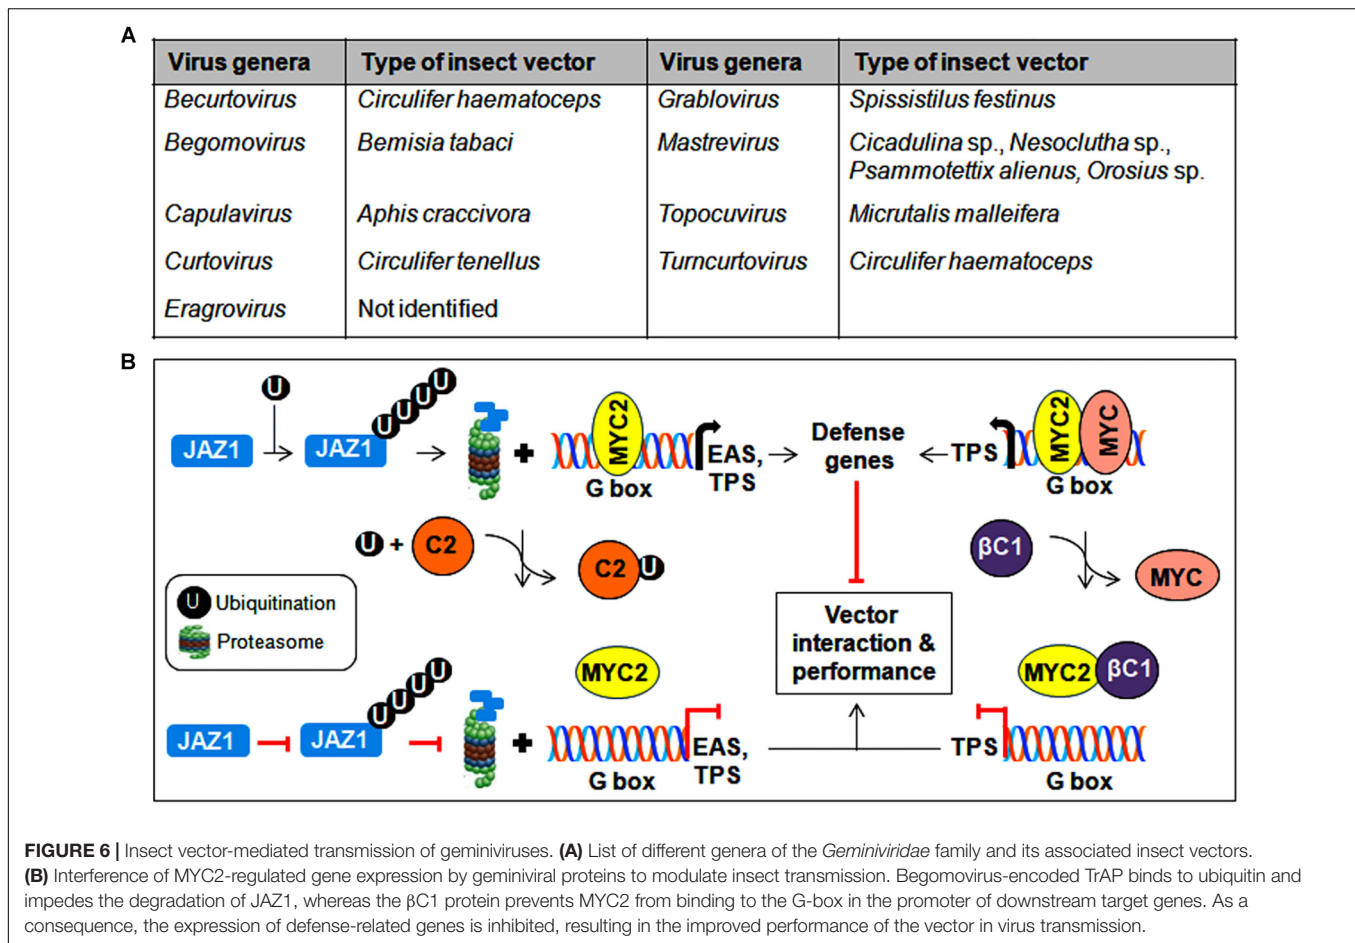 A
Virus genera Type of insect vector Virus genera Type of insect vector
Becurtovirus Circulifer haematoceps Grablovirus Spissistilus festinus
Begomovirus Bemisia tabaci Mastrevirus Cicadulina sp., Nesoclutha sp.,
Psammotettix alienus, Orosius sp.
Capulavirus Aphis craccivora Topocuvirus Micrutalis malleifera
Curtovirus Circulifer tenellus Turncurtovirus Circulifer haematoceps
Eragrovirus Not identified
B
U
JAZ1
JAZ1
U U U U
MYC2
G box
EAS,
TPS
Defense
genes
TPS
MYC2
MYC
G box
U + C2
C2 U
βC1
MYC
U Ubiquitination
Proteasome
Vector
interaction &
performance
MYC2
MYC2 βC1
JAZ1
JAZ1
U U U U
G box
EAS,
TPS
TPS
G box
FIGURE 6 | Insect vector-mediated transmission of geminiviruses. (A) List of different genera of the Geminiviridae family and its associated insect vectors.
(B) Interference of MYC2-regulated gene expression by geminiviral proteins to modulate insect transmission. Begomovirus-encoded TrAP binds to ubiquitin and
impedes the degradation of JAZ1, whereas the βC1 protein prevents MYC2 from binding to the G-box in the promoter of downstream target genes. As a
consequence, the expression of defense-related genes is inhibited, resulting in the improved performance of the vector in virus transmission.